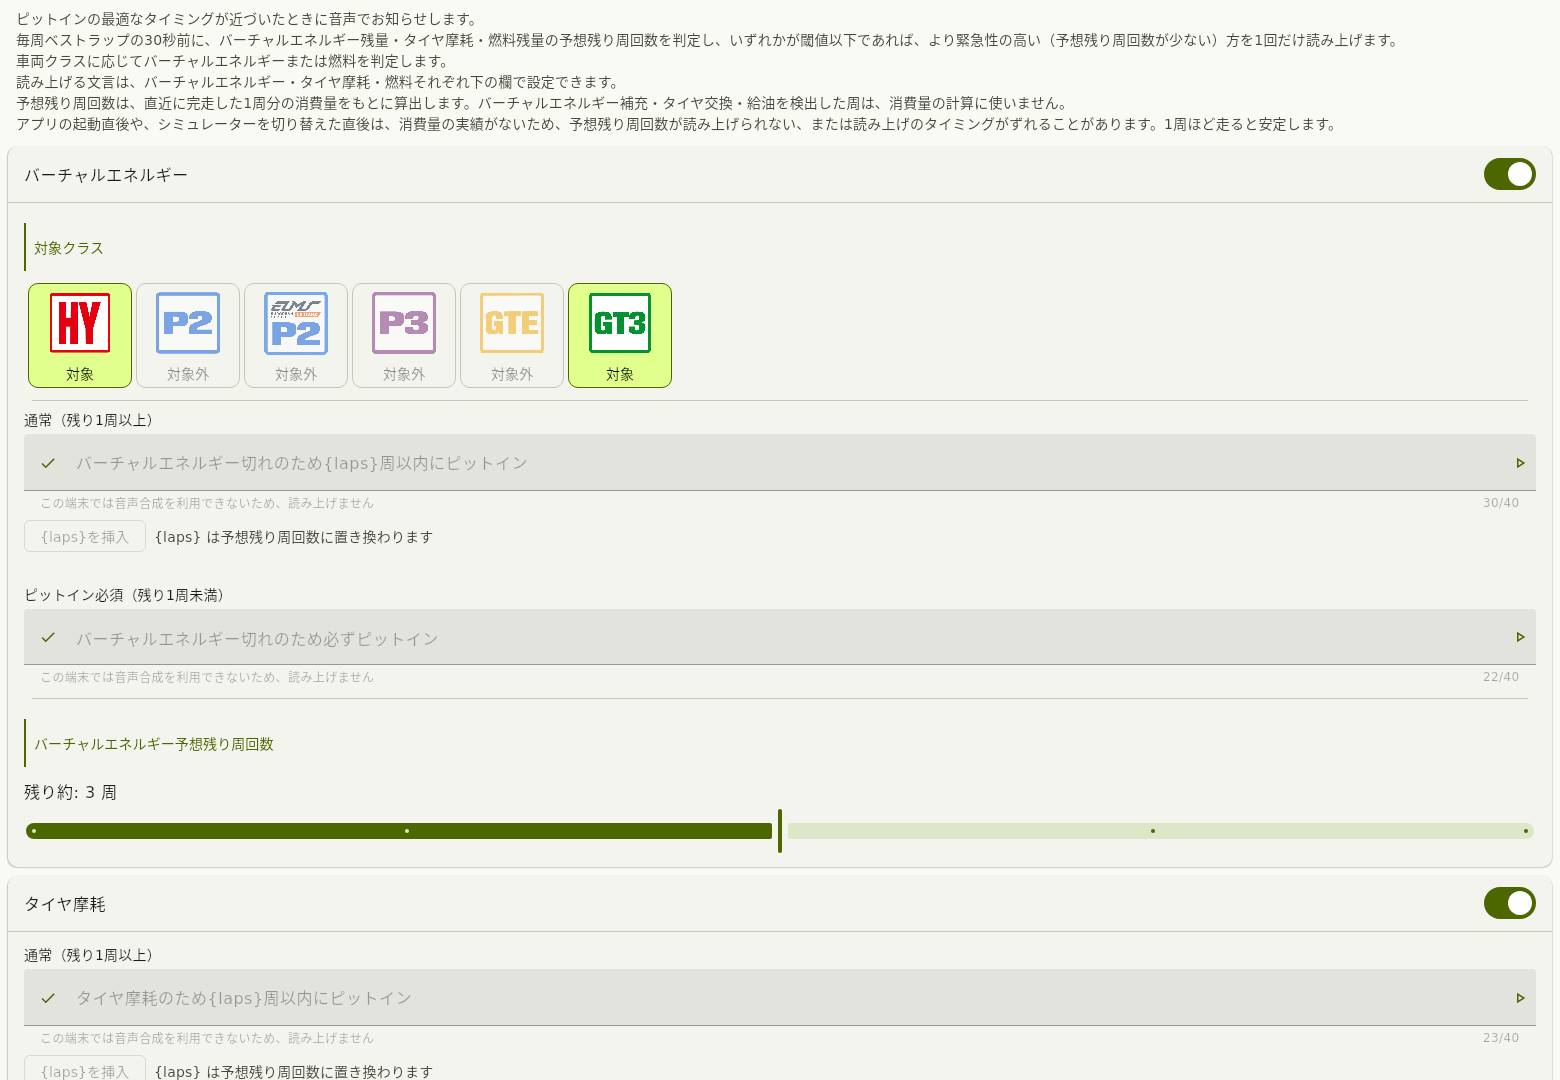 ピットインの最適なタイミングが近づいたときに音声でお知らせします。
毎周ベストラップの30秒前に、バーチャルエネルギー残量・タイヤ摩耗・燃料残量の予想残り周回数を判定し、いずれかが閾値以下であれば、より緊急性の高い（予想残り周回数が少ない）方を1回だけ読み上げます。
車両クラスに応じてバーチャルエネルギーまたは燃料を判定します。
読み上げる文言は、バーチャルエネルギー・タイヤ摩耗・燃料それぞれ下の欄で設定できます。
予想残り周回数は、直近に完走した1周分の消費量をもとに算出します。バーチャルエネルギー補充・タイヤ交換・給油を検出した周は、消費量の計算に使いません。
アプリの起動直後や、シミュレーターを切り替えた直後は、消費量の実績がないため、予想残り周回数が読み上げられない、または読み上げのタイミングがずれることがあります。1周ほど走ると安定します。
バーチャルエネルギー
対象クラス
HY P2 ELMS P2 P3 GTE GT3
対象 対象外 対象外 対象外 対象外 対象
通常（残り1周以上）
バーチャルエネルギー切れのため{laps}周以内にピットイン
この端末では音声合成を利用できないため、読み上げません 30/40
{laps}を挿入 {laps} は予想残り周回数に置き換わります
ピットイン必須（残り1周未満）
バーチャルエネルギー切れのため必ずピットイン
この端末では音声合成を利用できないため、読み上げません 22/40
バーチャルエネルギー予想残り周回数
残り約: 3 周
タイヤ摩耗
通常（残り1周以上）
タイヤ摩耗のため{laps}周以内にピットイン
この端末では音声合成を利用できないため、読み上げません 23/40
{laps}を挿入 {laps} は予想残り周回数に置き換わります